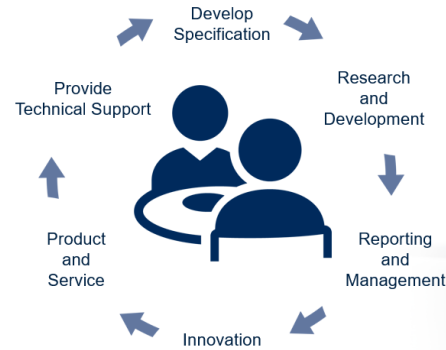 Develop
Specification
Research
and
Development
Reporting
and
Management
Innovation
Product
and
Service
Provide
Technical Support